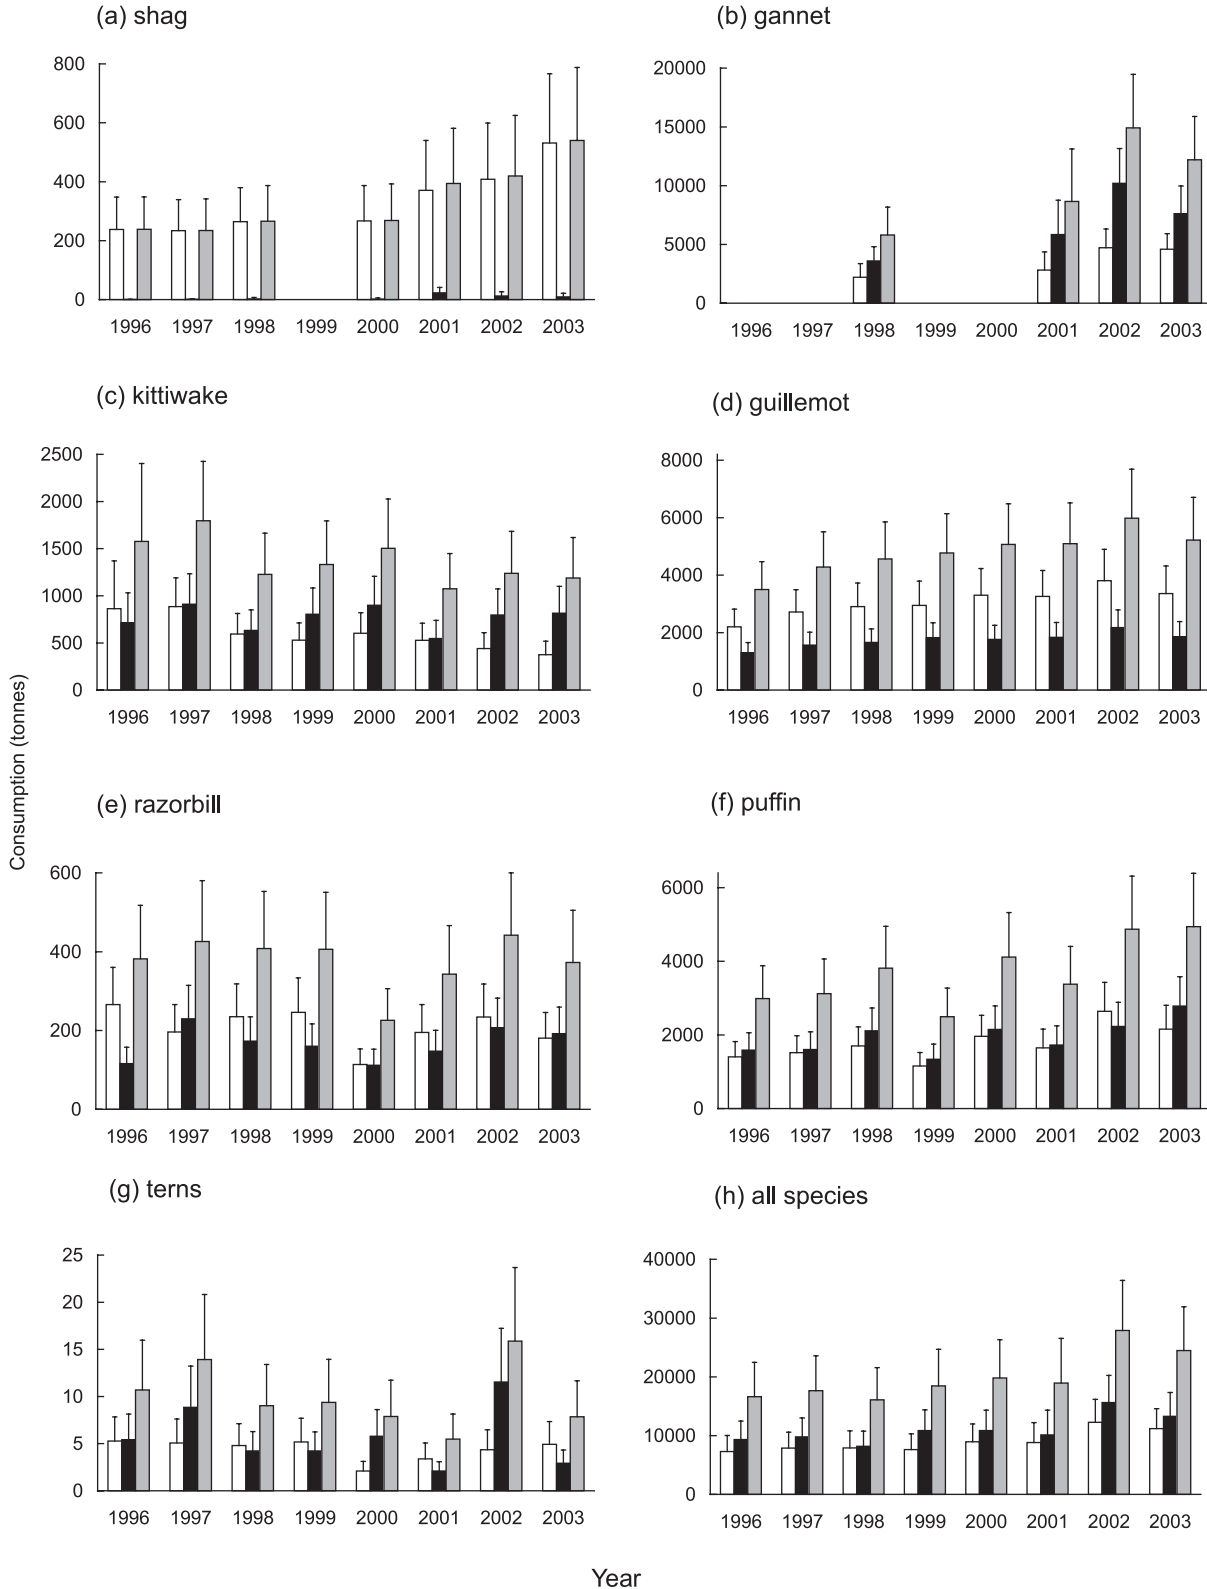 (a) shag
(b) gannet
800
600
400
200
0
1996 1997 1998 1999 2000 2001 2002 2003
20000
15000
10000
5000
0
1996 1997 1998 1999 2000 2001 2002 2003
(c) kittiwake
(d) guillemot
2500
2000
1500
1000
500
0
1996 1997 1998 1999 2000 2001 2002 2003
8000
6000
4000
2000
0
1996 1997 1998 1999 2000 2001 2002 2003
Consumption (tonnes)
(e) razorbill
(f) puffin
600
400
200
0
1996 1997 1998 1999 2000 2001 2002 2003
6000
4000
2000
0
1996 1997 1998 1999 2000 2001 2002 2003
(g) terns
(h) all species
25
20
15
10
5
0
1996 1997 1998 1999 2000 2001 2002 2003
40000
30000
20000
10000
0
1996 1997 1998 1999 2000 2001 2002 2003
Year